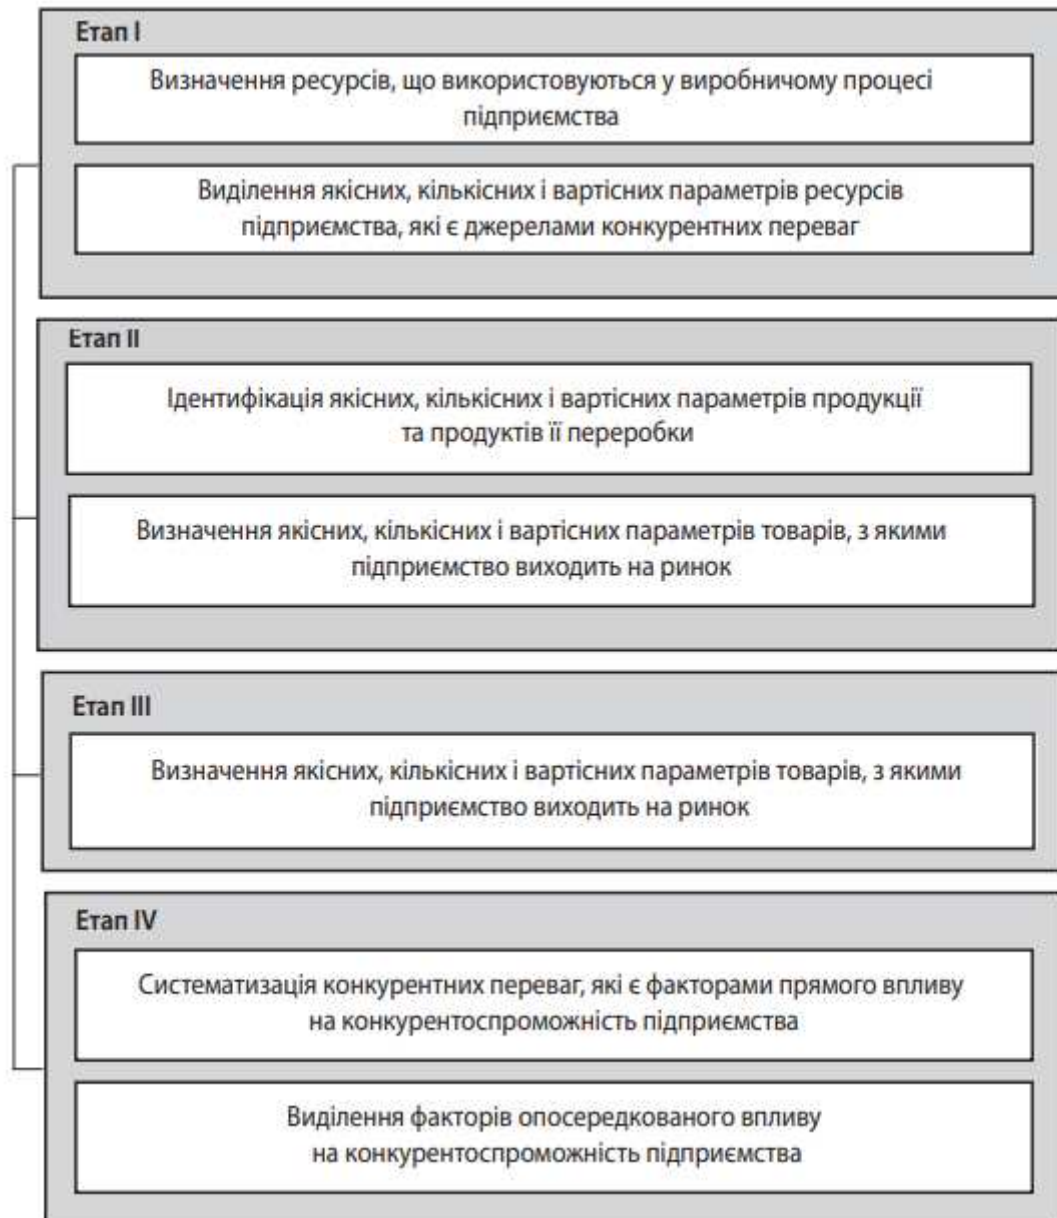 Етап I
Визначення ресурсів, що використовуються у виробничому процесі
підприємства
Виділення якісних, кількісних і вартісних параметрів ресурсів
підприємства, які є джерелами конкурентних переваг
Етап II
Ідентифікація якісних, кількісних і вартісних параметрів продукції
та продуктів її переробки
Визначення якісних, кількісних і вартісних параметрів товарів, з якими
підприємство виходить на ринок
Етап III
Визначення якісних, кількісних і вартісних параметрів товарів, з якими
підприємство виходить на ринок
Етап IV
Систематизація конкурентних переваг, які є факторами прямого впливу
на конкурентоспроможність підприємства
Виділення факторів опосередкованого впливу
на конкурентоспроможність підприємства